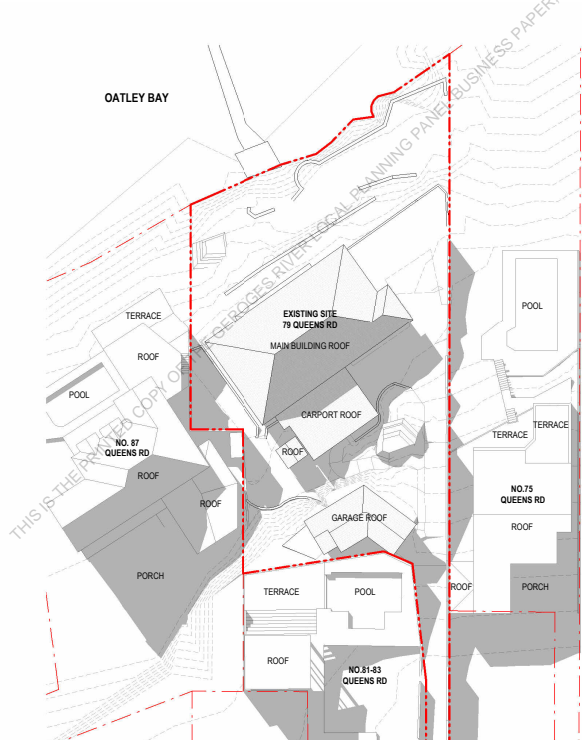 THIS IS THE PRINTED COPY OF THE GEROGES RIVER LOCAL PLANNING PANEL BUSINESS PAPER.
OATLEY BAY
POOL
TERRACE
EXISTING SITE
79 QUEENS RD
MAIN BUILDING ROOF
ROOF
POOL
CARPORT ROOF
TERRACE
TERRACE
NO. 87
QUEENS RD
ROOF
ROOF
ROOF
NO.75
QUEENS RD
ROOF
GARAGE ROOF
PORCH
TERRACE
POOL
ROOF
PORCH
ROOF
NO.81-83
QUEENS RD